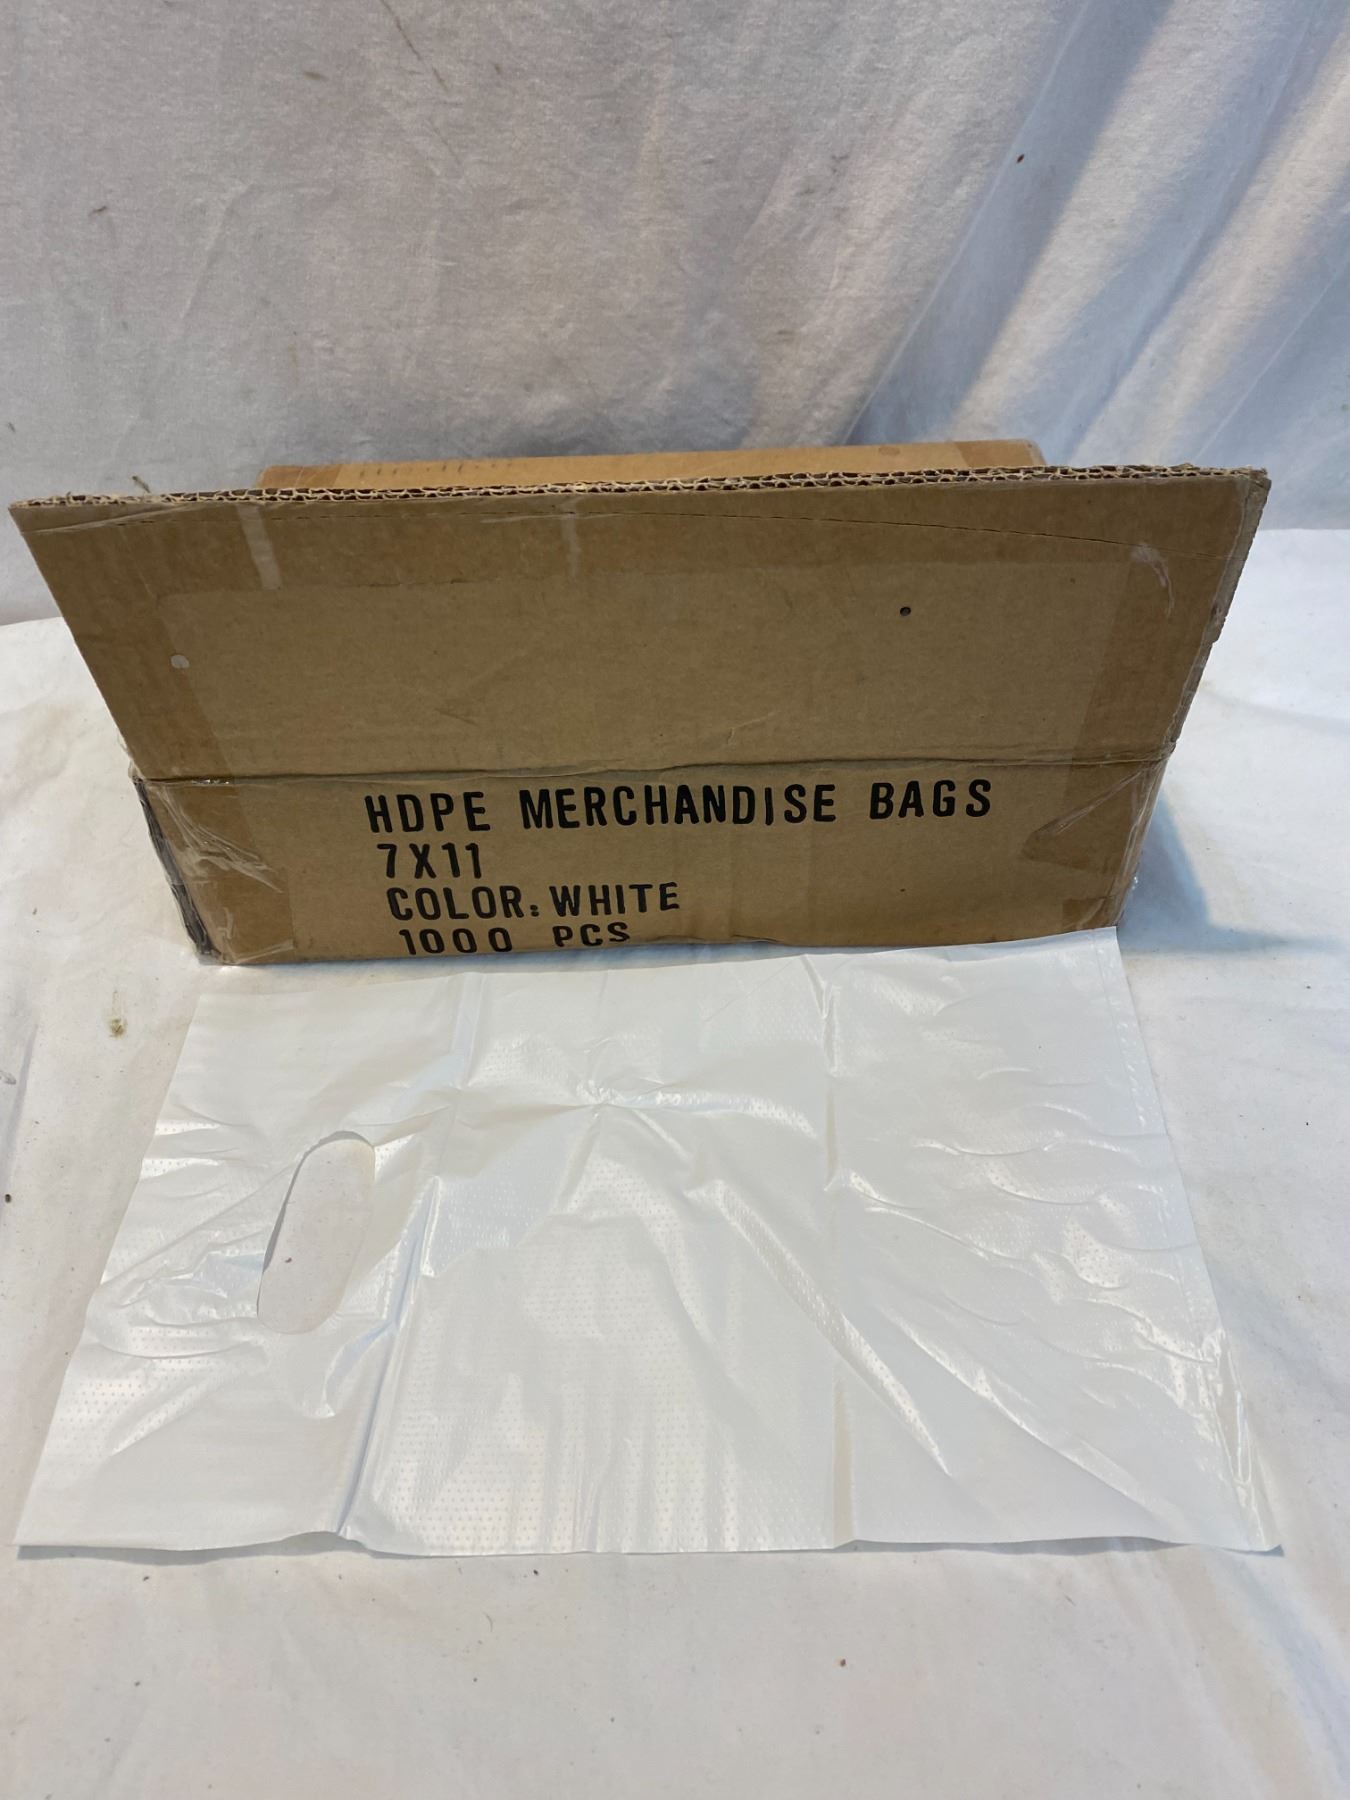 HDPE MERCHANDISE BAGS
7X11
COLOR: WHITE
1000 PCS